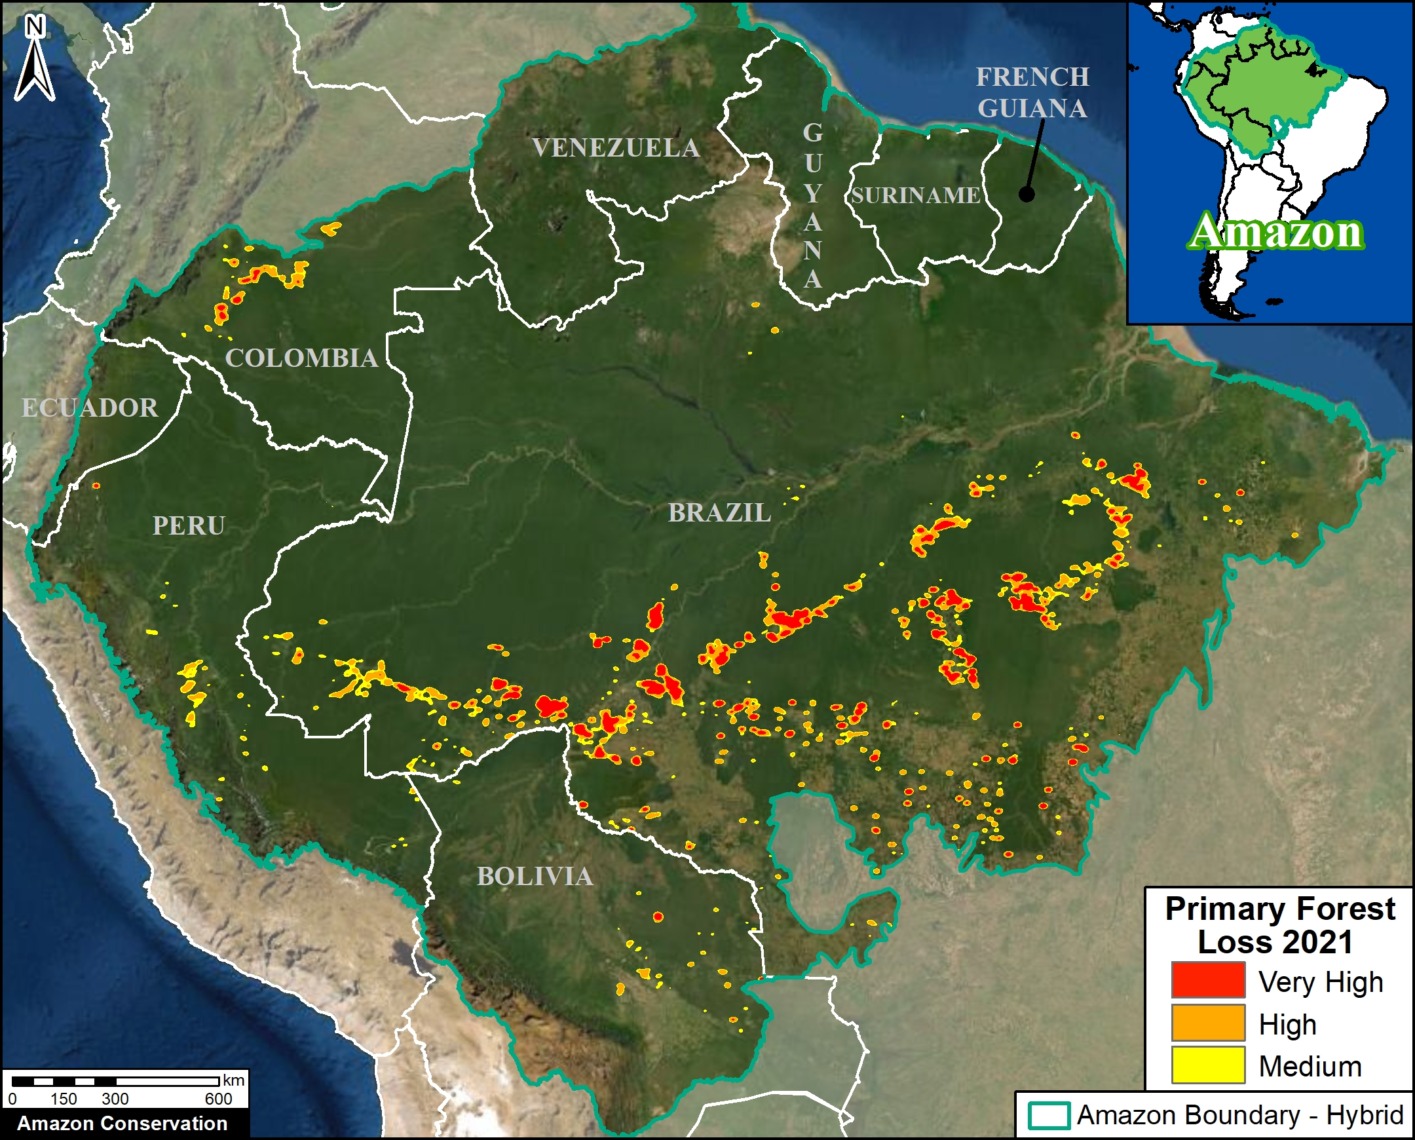 N
FRENCH
GUIANA
VENEZUELA
GUYANA
SURINAME
Amazon
COLOMBIA
ECUADOR
PERU
BRAZIL
BOLIVIA
Primary Forest
Loss 2021
Very High
High
Medium
km
0 150 300 600
Amazon Conservation
Amazon Boundary - Hybrid